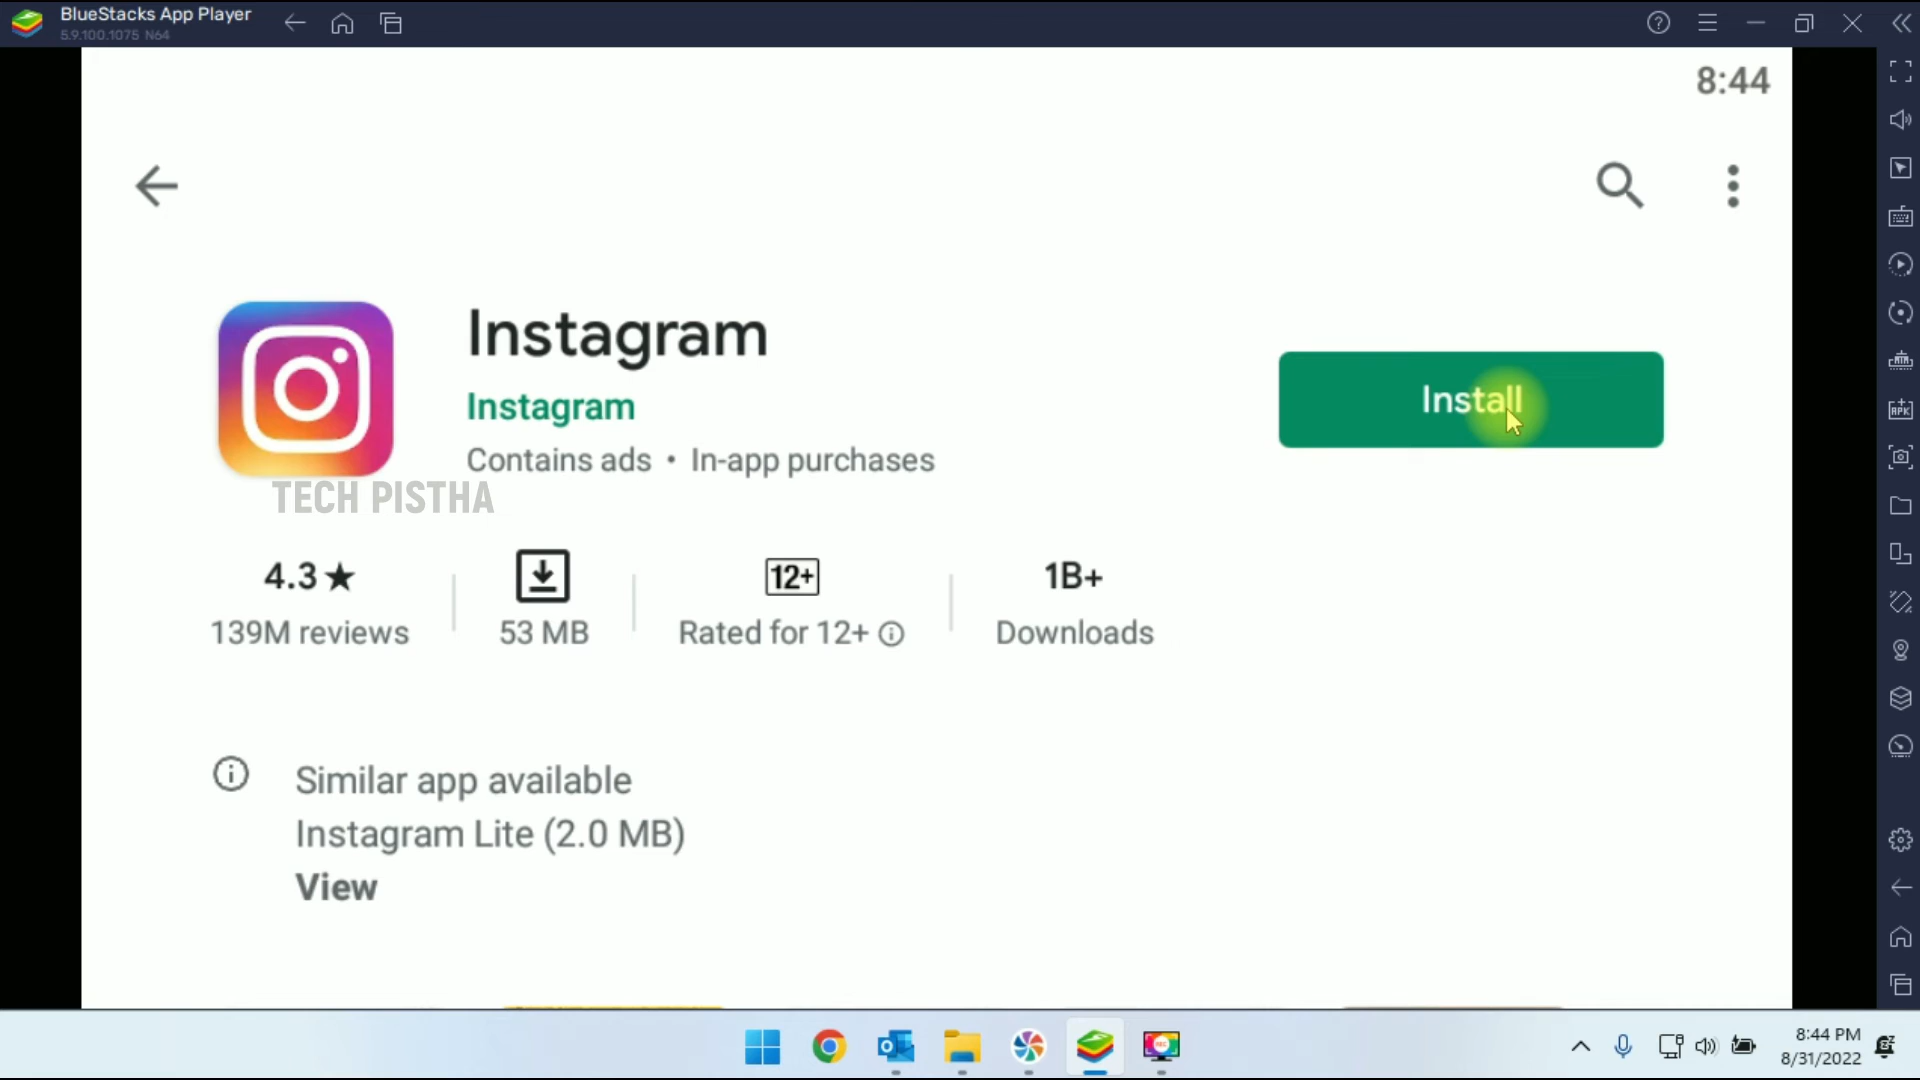 BlueStacks App Player
5.9.100.1075 N64
8:44
Instagram
Instagram
Contains ads • In-app purchases
Install
TECH PISTHA
4.3★
139M reviews
53 MB
12+
Rated for 12+
1B+
Downloads
Similar app available
Instagram Lite (2.0 MB)
View
8:44 PM
8/31/2022